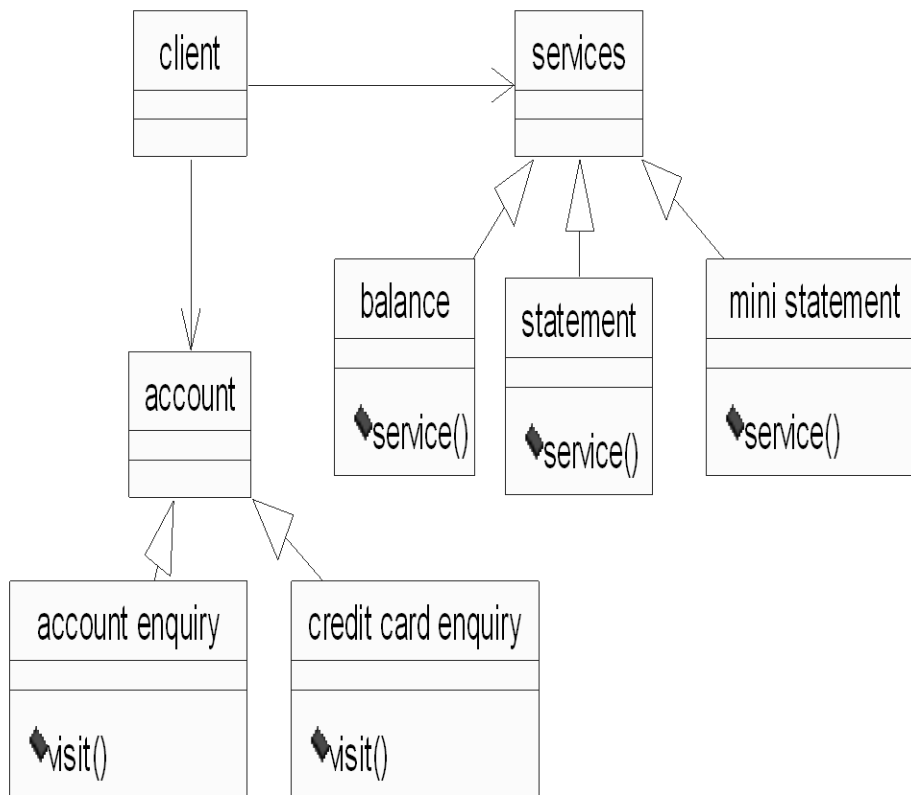 client
services
balance
statement
mini statement
service()
service()
service()
account
account enquiry
credit card enquiry
visit()
visit()